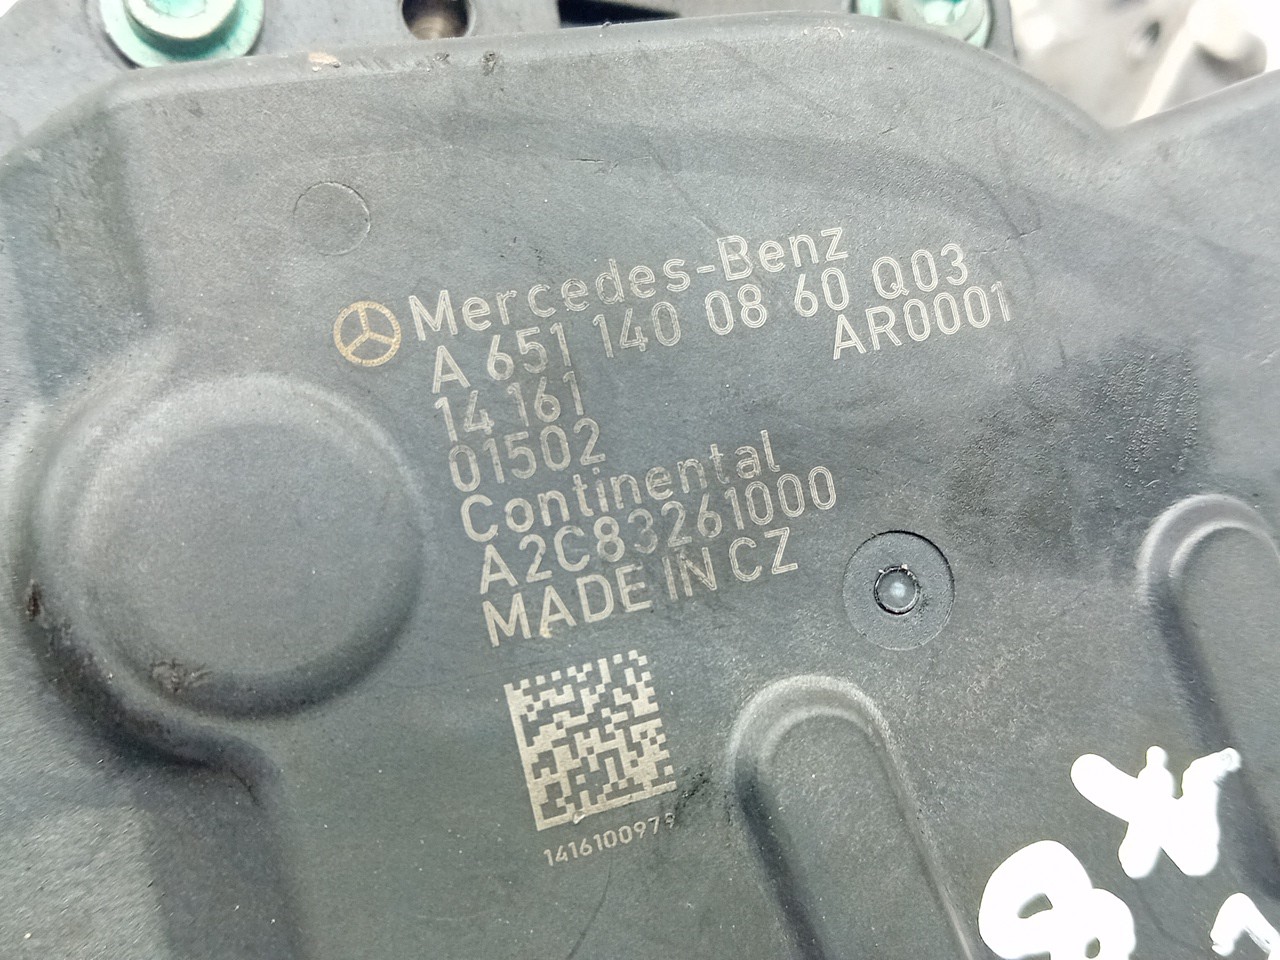 Mercedes-Benz
A 651 140 08 60 Q03
AR0001
14 161
01502
Continental
A2C83261000
MADE IN CZ
1416100979